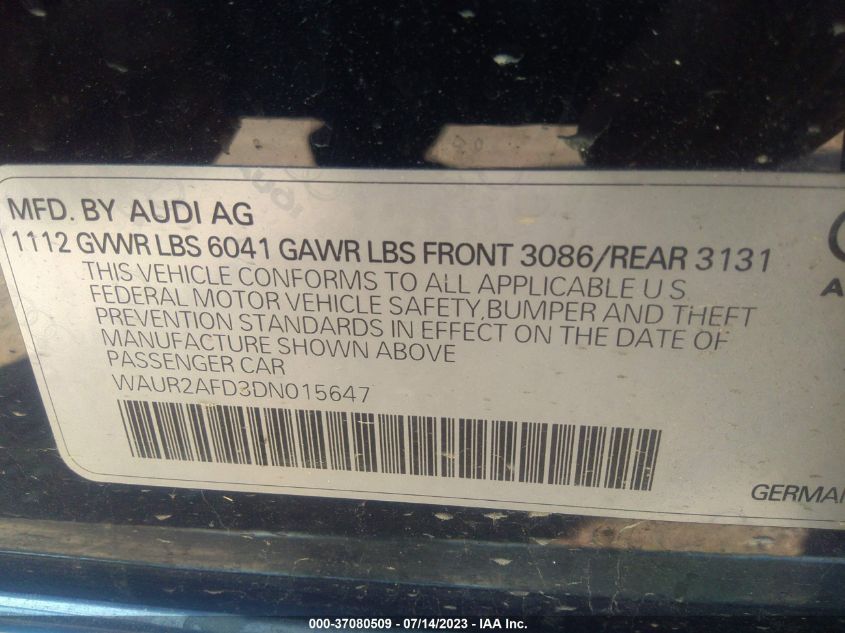 MFD. BY AUDI AG
1112 GVWR LBS 6041 GAWR LBS FRONT 3086/REAR 3131
THIS VEHICLE CONFORMS TO ALL APPLICABLE U S
FEDERAL MOTOR VEHICLE SAFETY,BUMPER AND THEFT
PREVENTION STANDARDS IN EFFECT ON THE DATE OF
MANUFACTURE SHOWN ABOVE
PASSENGER CAR
WAUR2AFD3DN015647
GERMAN
000-37080509 - 07/14/2023 - IAA Inc.